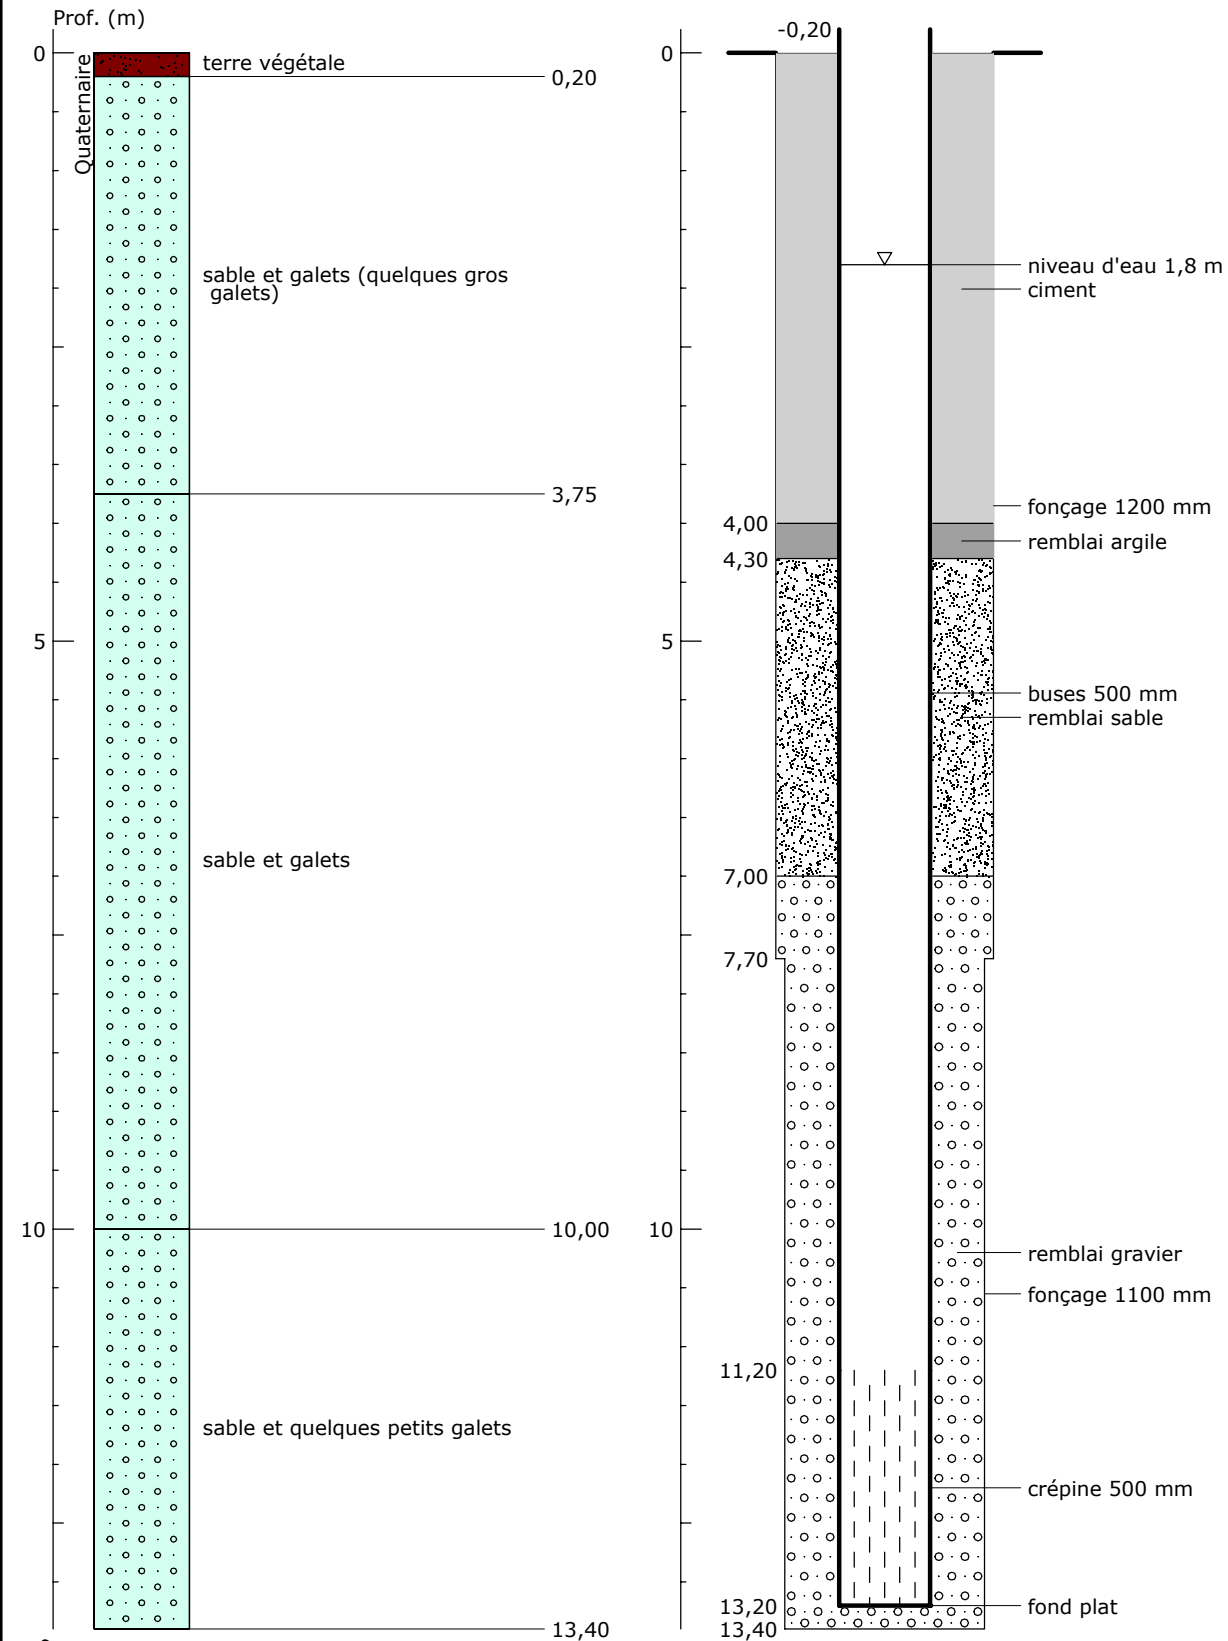 Prof. (m)
0
Quaternaire
terre végétale
0,20
sable et galets (quelques gros
galets)
3,75
5
sable et galets
10
10,00
sable et quelques petits galets
13,40
-0,20
0
niveau d'eau 1,8 m
ciment
fonçage 1200 mm
4,00
remblai argile
4,30
5
buses 500 mm
remblai sable
7,00
7,70
10
remblai gravier
fonçage 1100 mm
11,20
crépine 500 mm
13,20
fond plat
13,40